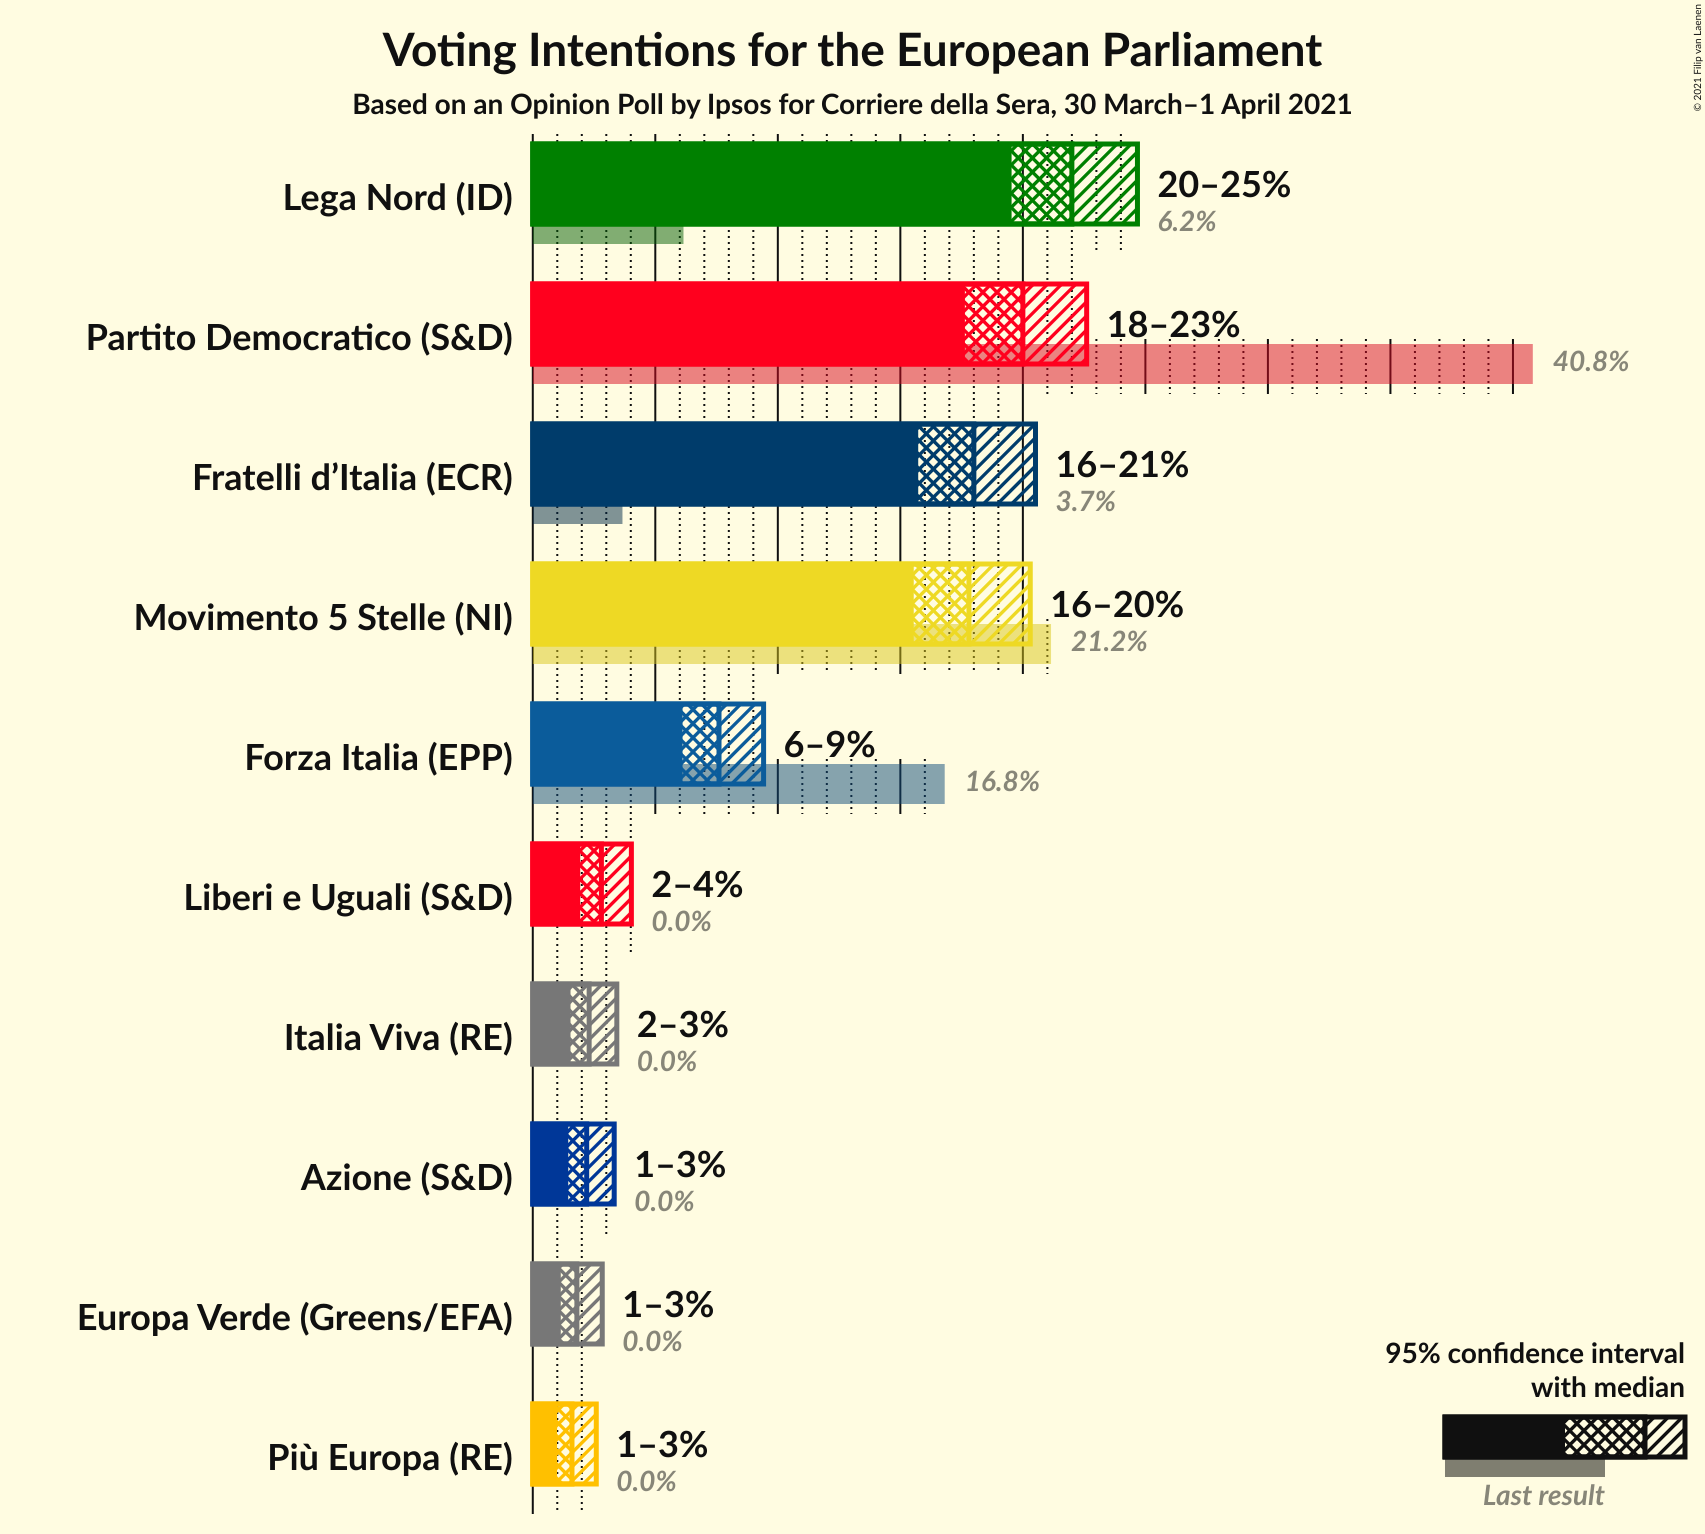 Voting Intentions for the European Parliament
Based on an Opinion Poll by Ipsos for Corriere della Sera, 30 March–1 April 2021
© 2021 Filip van Laenen
Lega Nord (ID)
20–25%
6.2%
Partito Democratico (S&D)
18–23%
40.8%
Fratelli d’Italia (ECR)
16–21%
3.7%
Movimento 5 Stelle (NI)
16–20%
21.2%
Forza Italia (EPP)
6–9%
16.8%
Liberi e Uguali (S&D)
2–4%
0.0%
Italia Viva (RE)
2–3%
0.0%
Azione (S&D)
1–3%
0.0%
Europa Verde (Greens/EFA)
1–3%
0.0%
Più Europa (RE)
1–3%
0.0%
95% confidence interval
with median
Last result